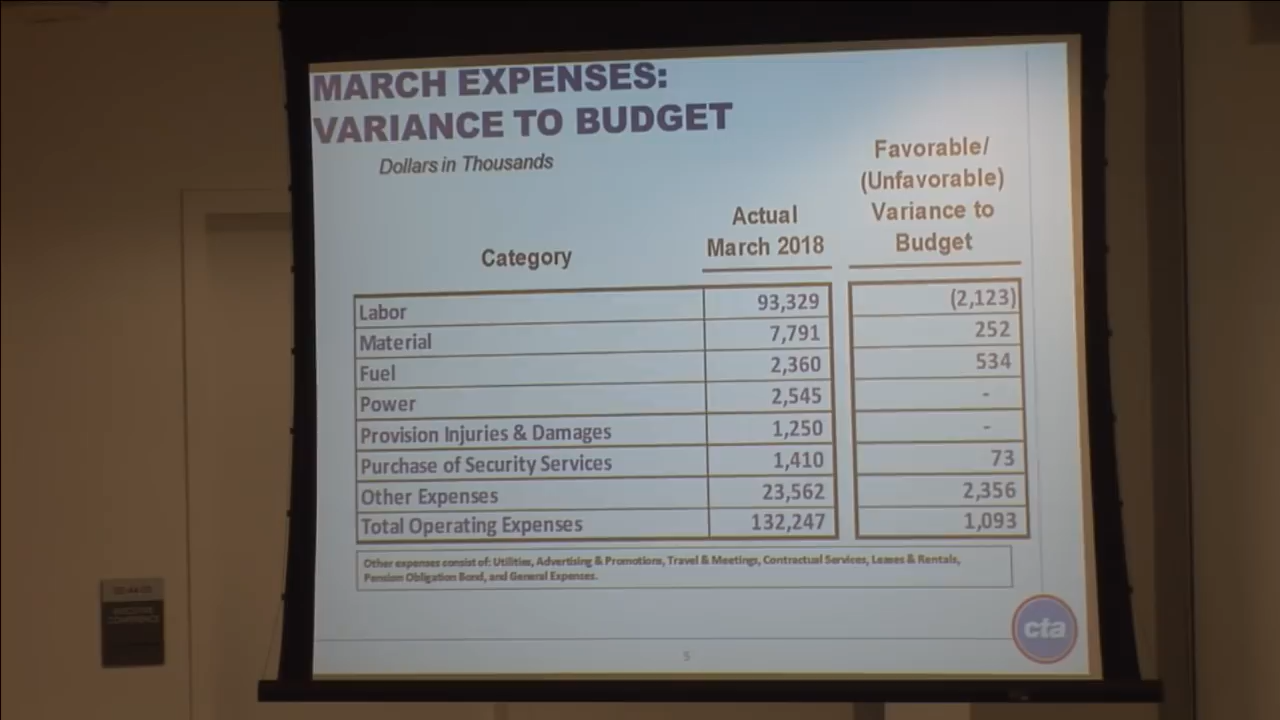 MARCH EXPENSES:
VARIANCE TO BUDGET
Dollars in Thousands
Category
Actual
March 2018
Favorable/
(Unfavorable)
Variance to
Budget
Labor 93,329 (2,123)
Material 7,791 252
Fuel 2,360 534
Power 2,545 -
Provision Injuries & Damages 1,250 -
Purchase of Security Services 1,410 73
Other Expenses 23,562 2,356
Total Operating Expenses 132,247 1,093
Other expenses consist of: Utilities, Advertising & Promotions, Travel & Meetings, Contractual Services, Leases & Rentals,
Pension Obligation Bond, and General Expenses.
cta
5
CONFERENCE